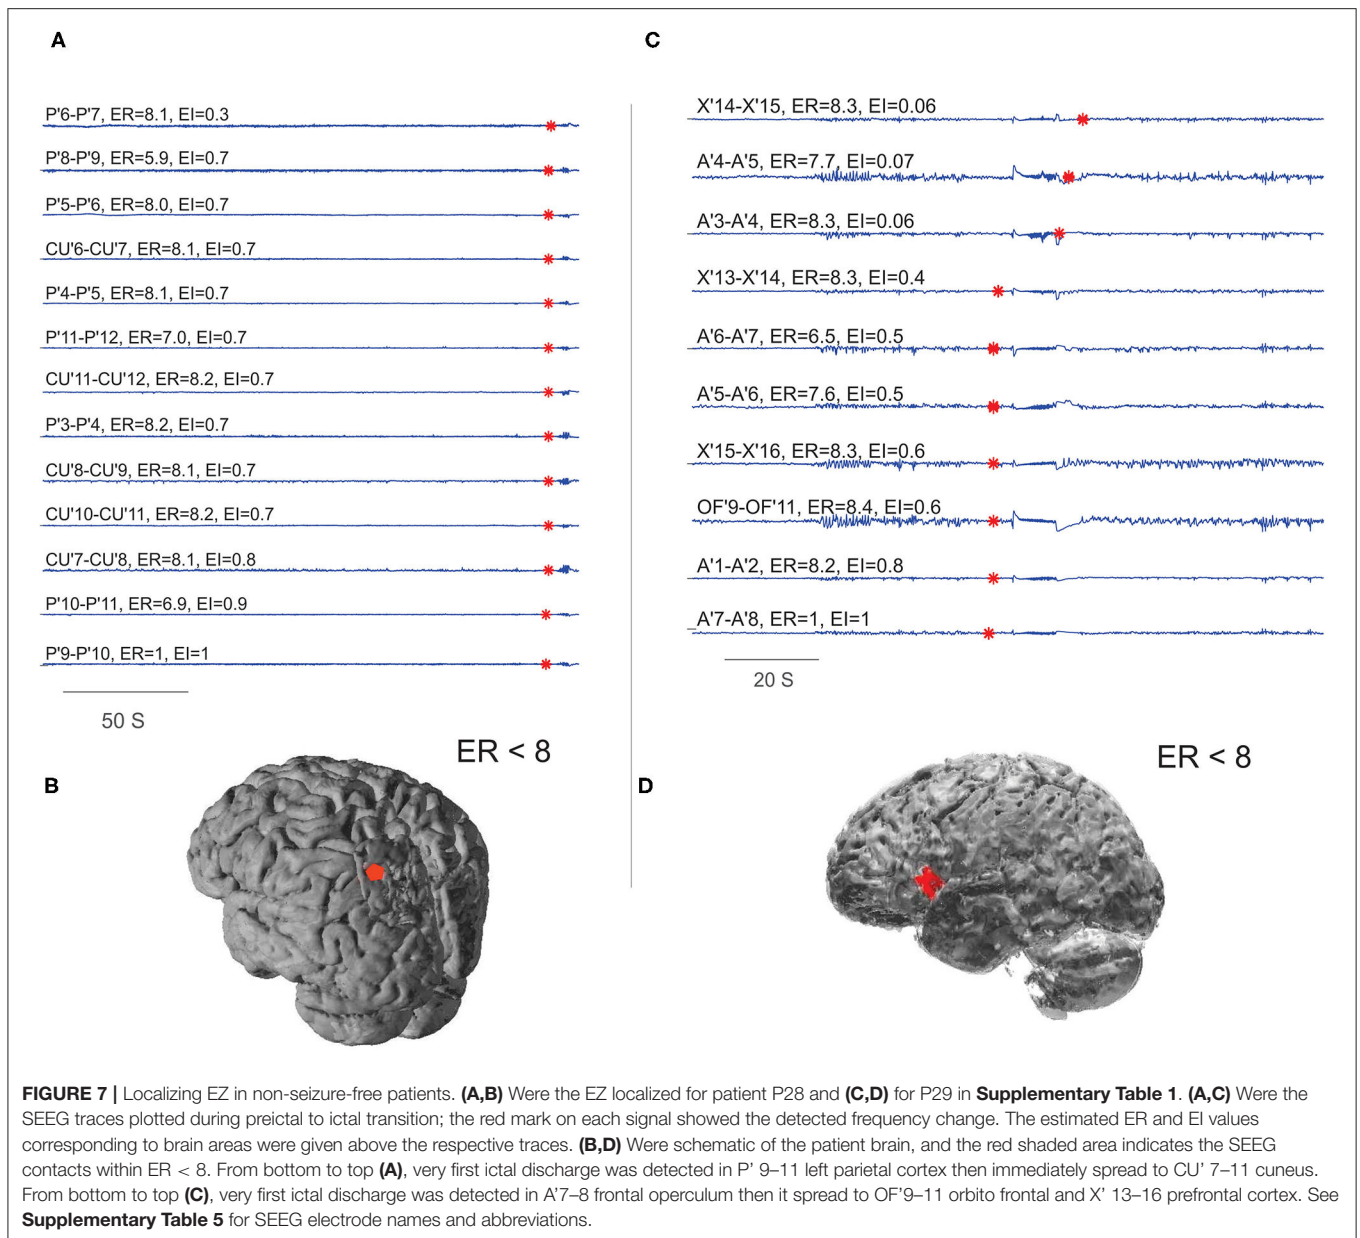 A
P'6-P'7, ER=8.1, EI=0.3
P'8-P'9, ER=5.9, EI=0.7
P'5-P'6, ER=8.0, EI=0.7
CU'6-CU'7, ER=8.1, EI=0.7
P'4-P'5, ER=8.1, EI=0.7
P'11-P'12, ER=7.0, EI=0.7
CU'11-CU'12, ER=8.2, EI=0.7
P'3-P'4, ER=8.2, EI=0.7
CU'8-CU'9, ER=8.1, EI=0.7
CU'10-CU'11, ER=8.2, EI=0.7
CU'7-CU'8, ER=8.1, EI=0.8
P'10-P'11, ER=6.9, EI=0.9
P'9-P'10, ER=1, EI=1
50 S
C
X'14-X'15, ER=8.3, EI=0.06
A'4-A'5, ER=7.7, EI=0.07
A'3-A'4, ER=8.3, EI=0.06
X'13-X'14, ER=8.3, EI=0.4
A'6-A'7, ER=6.5, EI=0.5
A'5-A'6, ER=7.6, EI=0.5
X'15-X'16, ER=8.3, EI=0.6
OF'9-OF'11, ER=8.4, EI=0.6
A'1-A'2, ER=8.2, EI=0.8
A'7-A'8, ER=1, EI=1
20 S
B
ER < 8
D
ER < 8
FIGURE 7 | Localizing EZ in non-seizure-free patients. (A,B) Were the EZ localized for patient P28 and (C,D) for P29 in Supplementary Table 1. (A,C) Were the
SEEG traces plotted during preictal to ictal transition; the red mark on each signal showed the detected frequency change. The estimated ER and EI values
corresponding to brain areas were given above the respective traces. (B,D) Were schematic of the patient brain, and the red shaded area indicates the SEEG
contacts within ER < 8. From bottom to top (A), very first ictal discharge was detected in P' 9–11 left parietal cortex then immediately spread to CU' 7–11 cuneus.
From bottom to top (C), very first ictal discharge was detected in A'7–8 frontal operculum then it spread to OF'9–11 orbito frontal and X' 13–16 prefrontal cortex. See
Supplementary Table 5 for SEEG electrode names and abbreviations.